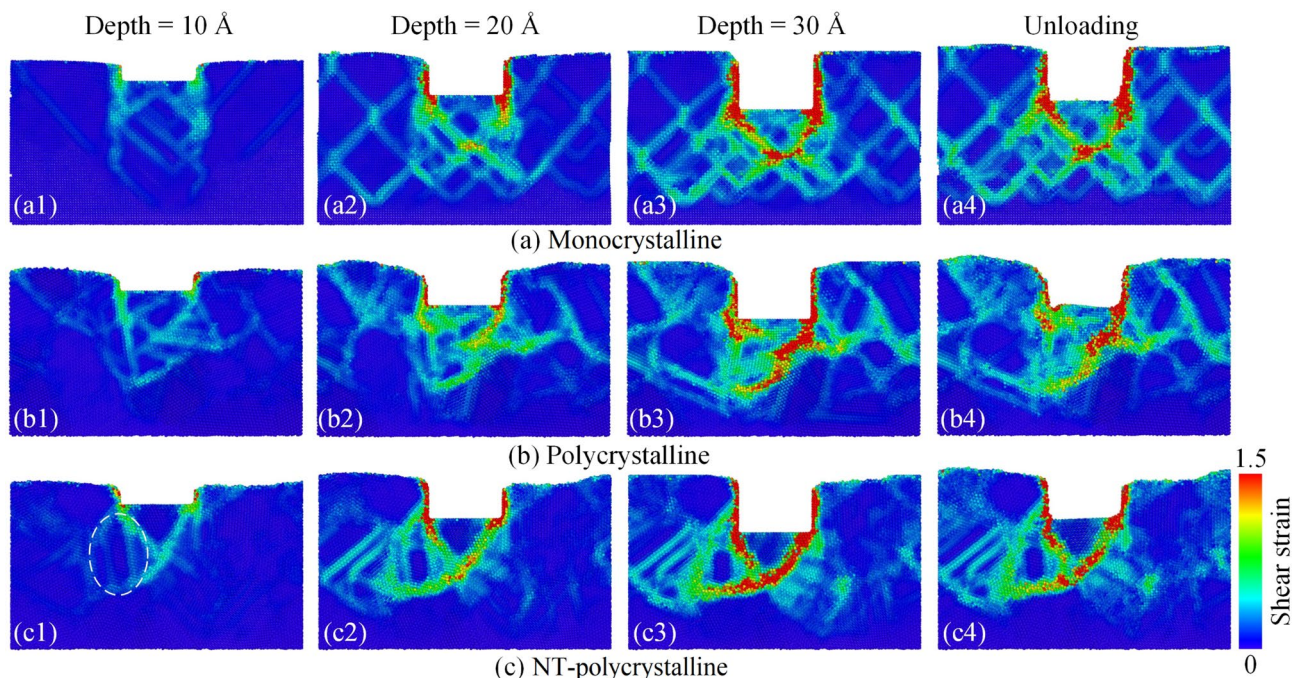 Depth = 10 Å
Depth = 20 Å
Depth = 30 Å
Unloading
(a1)
(a2)
(a3)
(a4)
(a) Monocrystalline
(b1)
(b2)
(b3)
(b4)
(b) Polycrystalline
1.5
Shear strain
0
(c1)
(c2)
(c3)
(c4)
(c) NT-polycrystalline